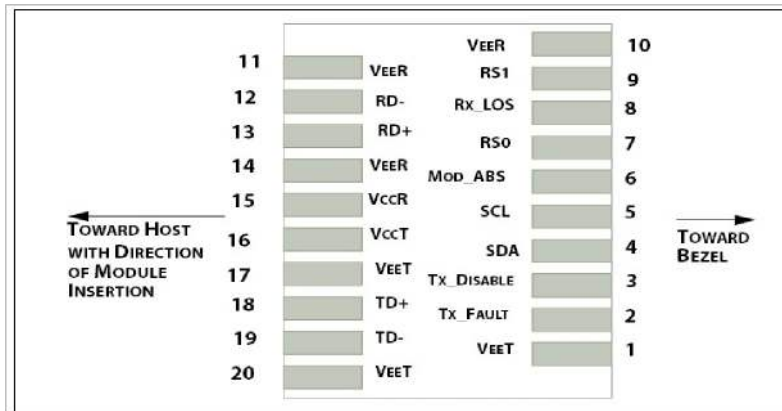 11 VEER
12 RD-
13 RD+
14 VEER
15 VCCR
16 VCCT
17 VEET
18 TD+
19 TD-
20 VEET
VEER 10
RS1 9
RX_LOS 8
RS0 7
MOD_ABS 6
SCL 5
SDA 4
TX_DISABLE 3
TX_FAULT 2
VEET 1
TOWARD HOST
WITH DIRECTION
OF MODULE
INSERTION
TOWARD
BEZEL